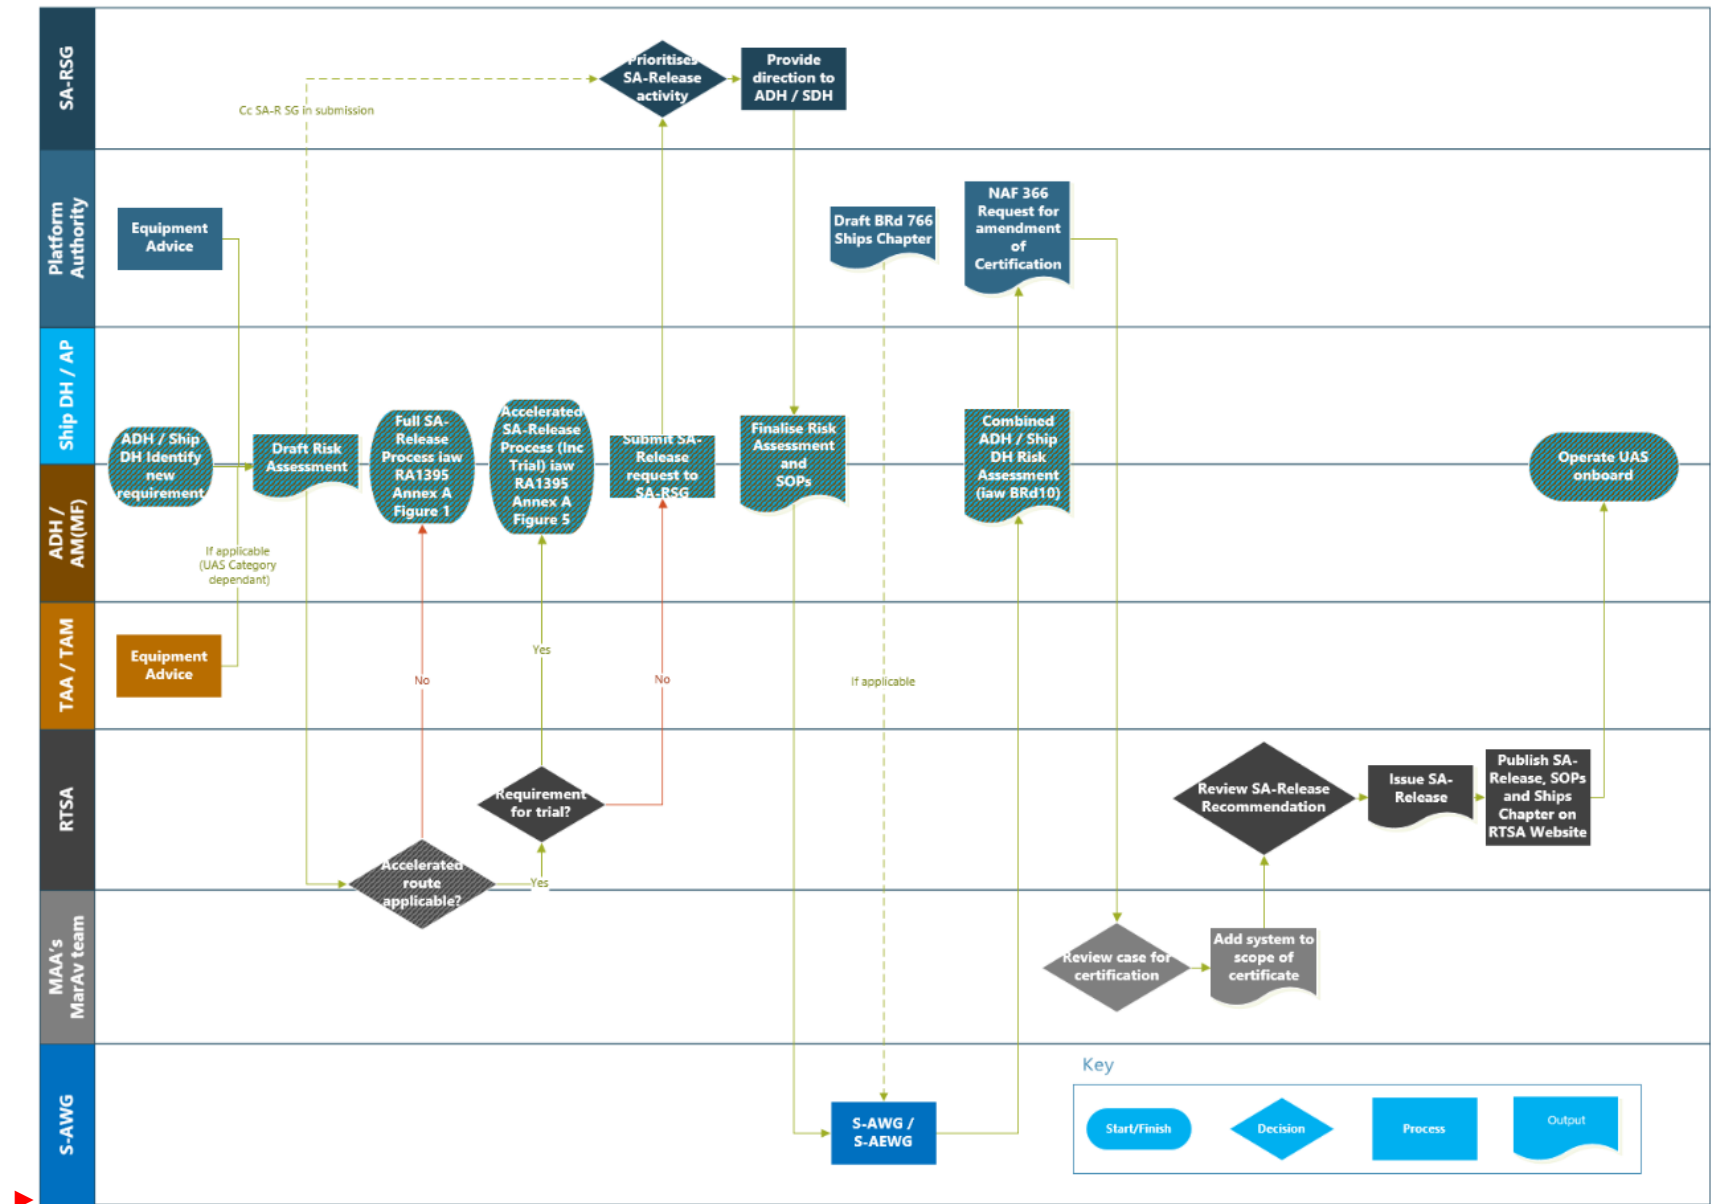 SA-RSG
Prioritises
SA-Release
activity
Provide
direction to
ADH / SDH
Cc SA-R SG in submission
Platform
Authority
Equipment
Advice
Draft BRd 766
Ships Chapter
NAF 366
Request for
amendment
of
Certification
Ship DH / AP
ADH /
AM(MF)
ADH / Ship
DH Identify
new
requirement
Draft Risk
Assessment
Full SA-
Release
Process iaw
RA1395
Annex A
Figure 1
Accelerated
SA-Release
Process (Inc
Trial) iaw
RA1395
Annex A
Figure 5
Submit SA-
Release
request to
SA-RSG
Finalise Risk
Assessment
and
SOPs
Combined
ADH / Ship
DH Risk
Assessment
(iaw BRd10)
Operate UAS
onboard
If applicable
(UAS Category
dependant)
TAA / TAM
Equipment
Advice
No
Yes
No
If applicable
RTSA
Requirement
for trial?
Accelerated
route
applicable?
Yes
Review SA-Release
Recommendation
Issue SA-
Release
Publish SA-
Release, SOPs
and Ships
Chapter on
RTSA Website
MAA's
MarAv team
Review case for
certification
Add system to
scope of
certificate
S-AWG
S-AWG /
S-AEWG
Key
Start/Finish
Decision
Process
Output